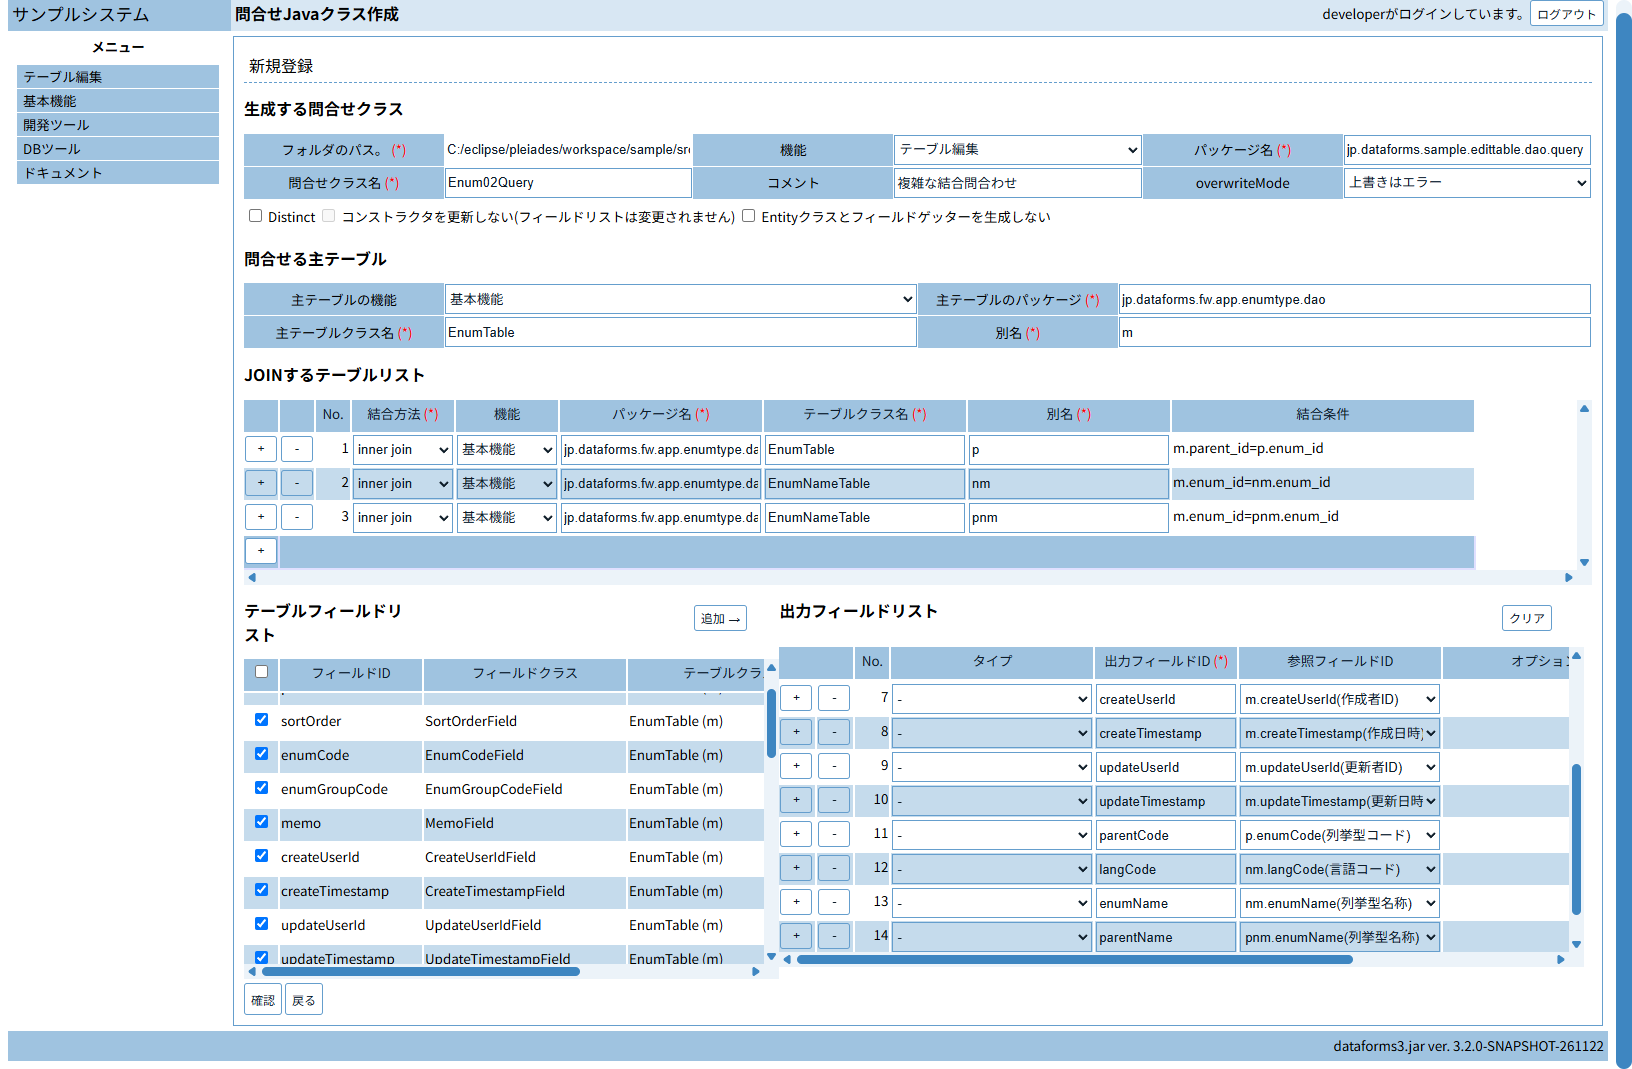 サンプルシステム
問合せJavaクラス作成
developerがログインしています。 ログアウト
メニュー
テーブル編集
基本機能
開発ツール
DBツール
ドキュメント
新規登録
生成する問合せクラス
フォルダのパス。 (*) C:/eclipse/pleiades/workspace/sample/sr 機能 テーブル編集 パッケージ名 (*) jp.dataforms.sample.edittable.dao.query
問合せクラス名 (*) Enum02Query コメント 複雑な結合問合わせ overwriteMode 上書きはエラー
Distinct コンストラクタを更新しない(フィールドリストは変更されません) Entityクラスとフィールドゲッターを生成しない
問合せる主テーブル
主テーブルの機能 基本機能 主テーブルのパッケージ (*) jp.dataforms.fw.app.enumtype.dao
主テーブルクラス名 (*) EnumTable 別名 (*) m
JOINするテーブルリスト
No. 結合方法 (*) 機能 パッケージ名 (*) テーブルクラス名 (*) 別名 (*) 結合条件
+ - 1 inner join 基本機能 jp.dataforms.fw.app.enumtype.da EnumTable p m.parent_id=p.enum_id
+ - 2 inner join 基本機能 jp.dataforms.fw.app.enumtype.da EnumNameTable nm m.enum_id=nm.enum_id
+ - 3 inner join 基本機能 jp.dataforms.fw.app.enumtype.da EnumNameTable pnm m.enum_id=pnm.enum_id
+
テーブルフィールドリ
スト
追加 →
フィールドID フィールドクラス テーブルクラ
sortOrder SortOrderField EnumTable (m)
enumCode EnumCodeField EnumTable (m)
enumGroupCode EnumGroupCodeField EnumTable (m)
memo MemoField EnumTable (m)
createUserId CreateUserIdField EnumTable (m)
createTimestamp CreateTimestampField EnumTable (m)
updateUserId UpdateUserIdField EnumTable (m)
updateTimestamp UpdateTimestampField EnumTable (m)
出力フィールドリスト
クリア
No. タイプ 出力フィールドID (*) 参照フィールドID オプション
+ - 7 - createUserId m.createUserId(作成者ID)
+ - 8 - createTimestamp m.createTimestamp(作成日時)
+ - 9 - updateUserId m.updateUserId(更新者ID)
+ - 10 - updateTimestamp m.updateTimestamp(更新日時
+ - 11 - parentCode p.enumCode(列挙型コード)
+ - 12 - langCode nm.langCode(言語コード)
+ - 13 - enumName nm.enumName(列挙型名称)
+ - 14 - parentName pnm.enumName(列挙型名称)
確認 戻る
dataforms3.jar ver. 3.2.0-SNAPSHOT-261122